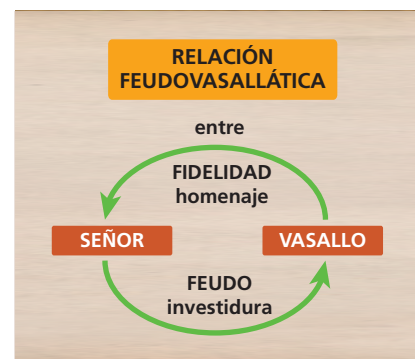 RELACIÓN
FEUDOVASALLÁTICA
entre
FIDELIDAD
homenaje
SEÑOR
VASALLO
FEUDO
investidura